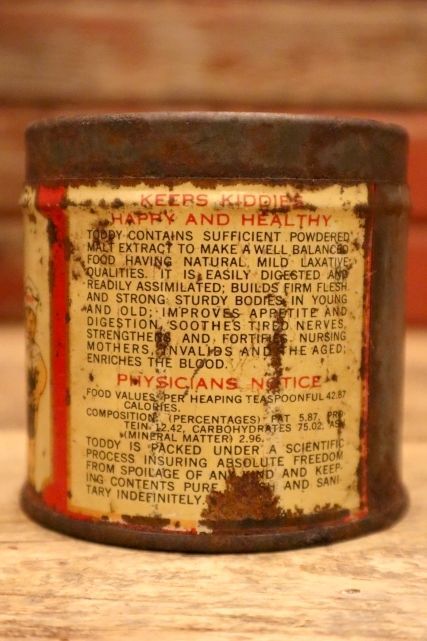 KEEPS KIDDIES
HAPPY AND HEALTHY
TODDY CONTAINS SUFFICIENT POWDERED
MALT EXTRACT TO MAKE A WELL BALANCED
FOOD HAVING NATURAL MILD LAXATIVE
QUALITIES. IT IS EASILY DIGESTED AND
READILY ASSIMILATED; BUILDS FIRM FLESH
AND STRONG STURDY BODIES IN YOUNG
AND OLD; IMPROVES APPETITE AND
DIGESTION, SOOTHES TIRED NERVES,
STRENGTHENS AND FORTIFIES NURSING
MOTHERS, INVALIDS AND THE AGED;
ENRICHES THE BLOOD.
PHYSICIANS NOTICE
FOOD VALUES, PER HEAPING TEASPOONFUL 42.87
CALORIES.
COMPOSITION: (PERCENTAGES) FAT 5.87, PRO-
TEIN 12.42, CARBOHYDRATES 75.02, ASH
(MINERAL MATTER) 2.96.
TODDY IS PACKED UNDER A SCIENTIFIC
PROCESS INSURING ABSOLUTE FREEDOM
FROM SPOILAGE OF ANY KIND AND KEEP-
ING CONTENTS PURE, AND SANI-
TARY INDEFINITELY.